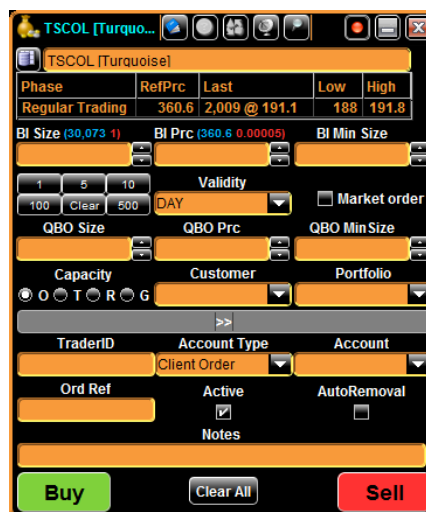 TSCOL [Turquo...
TSCOL [Turquoise]
Phase RefPrc Last Low High
Regular Trading 360.6 2,009 @ 191.1 188 191.8
BI Size (30,073 1) BI Prc (360.6 0.00005) BI Min Size
1 5 10 Validity
100 Clear 500 DAY Market order
QBO Size QBO Prc QBO MinSize
Capacity Customer Portfolio
O T R G
>>
TraderID Account Type Account
Client Order
Ord Ref Active AutoRemoval
Notes
Buy Clear All Sell